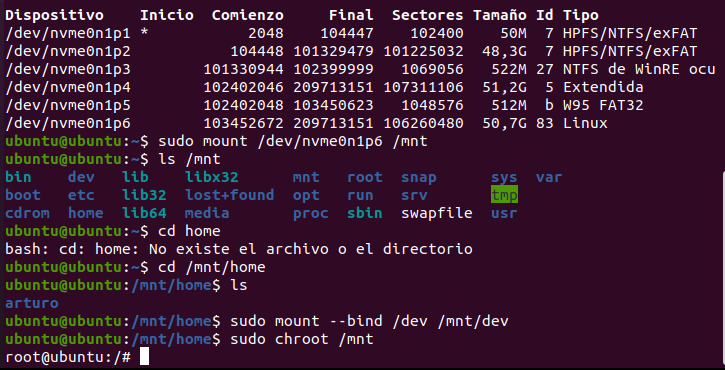 Dispositivo    Inicio  Comienzo     Final  Sectores Tamaño Id Tipo
/dev/nvme0n1p1 *           2048    104447    102400    50M  7 HPFS/NTFS/exFAT
/dev/nvme0n1p2           104448 101329479 101225032  48,3G  7 HPFS/NTFS/exFAT
/dev/nvme0n1p3        101330944 102399999   1069056   522M 27 NTFS de WinRE ocu
/dev/nvme0n1p4        102402046 209713151 107311106  51,2G  5 Extendida
/dev/nvme0n1p5        102402048 103450623   1048576   512M  b W95 FAT32
/dev/nvme0n1p6        103452672 209713151 106260480  50,7G 83 Linux
ubuntu@ubuntu:~$ sudo mount /dev/nvme0n1p6 /mnt
ubuntu@ubuntu:~$ ls /mnt
bin    dev   lib    libx32      mnt   root  snap      sys  var
boot   etc   lib32  lost+found  opt   run   srv       tmp
cdrom  home  lib64  media       proc  sbin  swapfile  usr
ubuntu@ubuntu:~$ cd home
bash: cd: home: No existe el archivo o el directorio
ubuntu@ubuntu:~$ cd /mnt/home
ubuntu@ubuntu:/mnt/home$ ls
arturo
ubuntu@ubuntu:/mnt/home$ sudo mount --bind /dev /mnt/dev
ubuntu@ubuntu:/mnt/home$ sudo chroot /mnt
root@ubuntu:/#